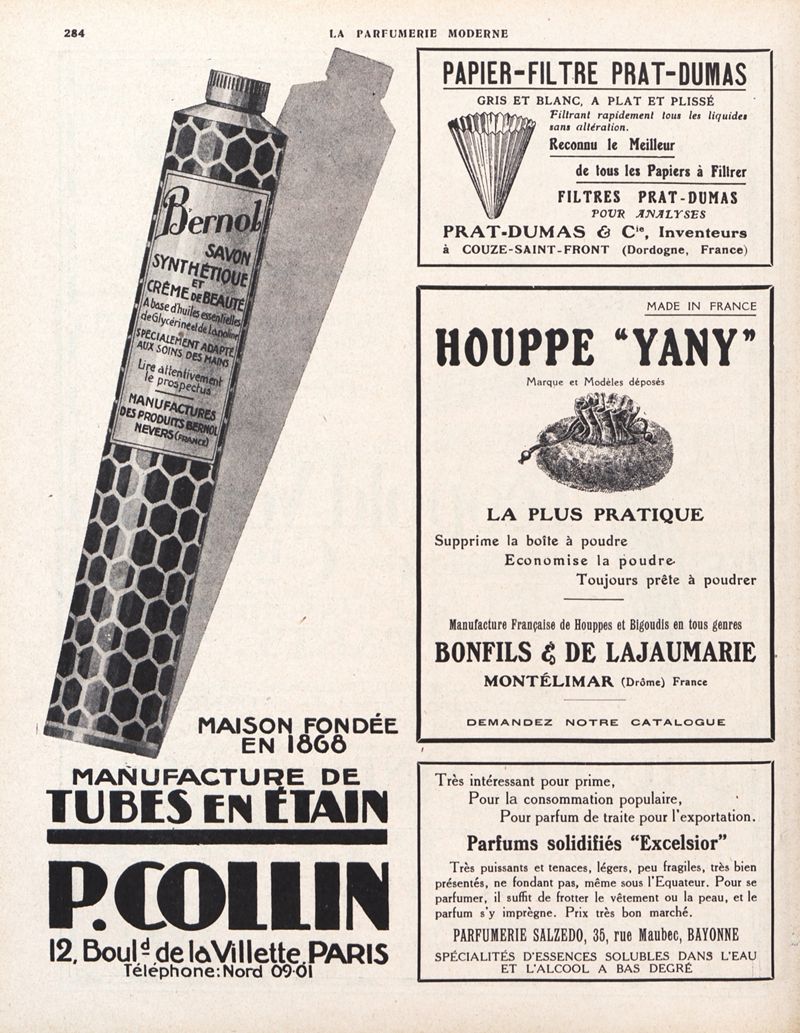 284
LA PARFUMERIE MODERNE
Bernol
SAVON
SYNTHÉTIQUE
ET
CRÊME DE BEAUTÉ
A base d'huiles essentielles
de Glycérine et de Lanoline
SPÉCIALEMENT ADAPTÉ
AUX SOINS DES MAINS
Lire attentivement
le prospectus
MANUFACTURES
DES PRODUITS BERNOL
NEVERS (FRANCE)
MAISON FONDÉE
EN 1868
MANUFACTURE DE
TUBES EN ÉTAIN
P. COLLIN
12, Bould de la Villette, PARIS
Téléphone: Nord 09-01
PAPIER-FILTRE PRAT-DUMAS
GRIS ET BLANC, A PLAT ET PLISSÉ
Filtrant rapidement tous les liquides
sans altération.
Reconnu le Meilleur
de tous les Papiers à Filtrer
FILTRES PRAT-DUMAS
POUR ANALYSES
PRAT-DUMAS & Cie, Inventeurs
à COUZE-SAINT-FRONT (Dordogne, France)
MADE IN FRANCE
HOUPPE "YANY"
Marque et Modèles déposés
LA PLUS PRATIQUE
Supprime la boîte à poudre
Economise la poudre
Toujours prête à poudrer
Manufacture Française de Houppes et Bigoudis en tous genres
BONFILS & DE LAJAUMARIE
MONTÉLIMAR (Drôme) France
DEMANDEZ NOTRE CATALOGUE
Très intéressant pour prime,
Pour la consommation populaire,
Pour parfum de traite pour l'exportation.
Parfums solidifiés "Excelsior"
Très puissants et tenaces, légers, peu fragiles, très bien
présentés, ne fondant pas, même sous l'Equateur. Pour se
parfumer, il suffit de frotter le vêtement ou la peau, et le
parfum s'y imprègne. Prix très bon marché.
PARFUMERIE SALZEDO, 35, rue Maubec, BAYONNE
SPÉCIALITÉS D'ESSENCES SOLUBLES DANS L'EAU
ET L'ALCOOL A BAS DEGRÉ